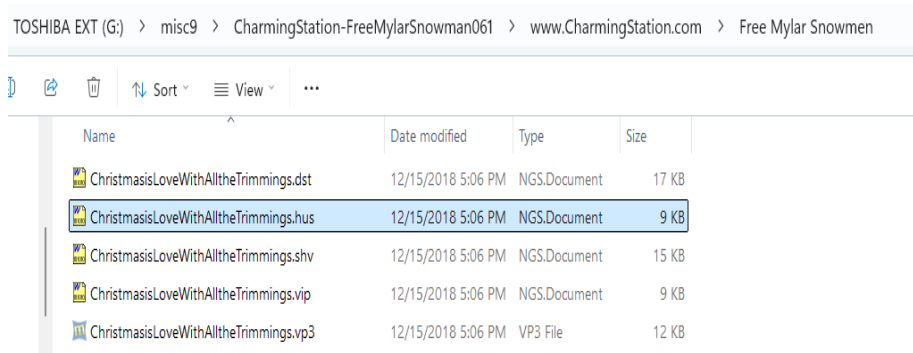 TOSHIBA EXT (G:) > misc9 > CharmingStation-FreeMylarSnowman061 > www.CharmingStation.com > Free Mylar Snowmen
Sort View ...
Name Date modified Type Size
ChristmasisLoveWithAlltheTrimmings.dst 12/15/2018 5:06 PM NGS.Document 17 KB
ChristmasisLoveWithAlltheTrimmings.hus 12/15/2018 5:06 PM NGS.Document 9 KB
ChristmasisLoveWithAlltheTrimmings.shv 12/15/2018 5:06 PM NGS.Document 15 KB
ChristmasisLoveWithAlltheTrimmings.vip 12/15/2018 5:06 PM NGS.Document 9 KB
ChristmasisLoveWithAlltheTrimmings.vp3 12/15/2018 5:06 PM VP3 File 12 KB